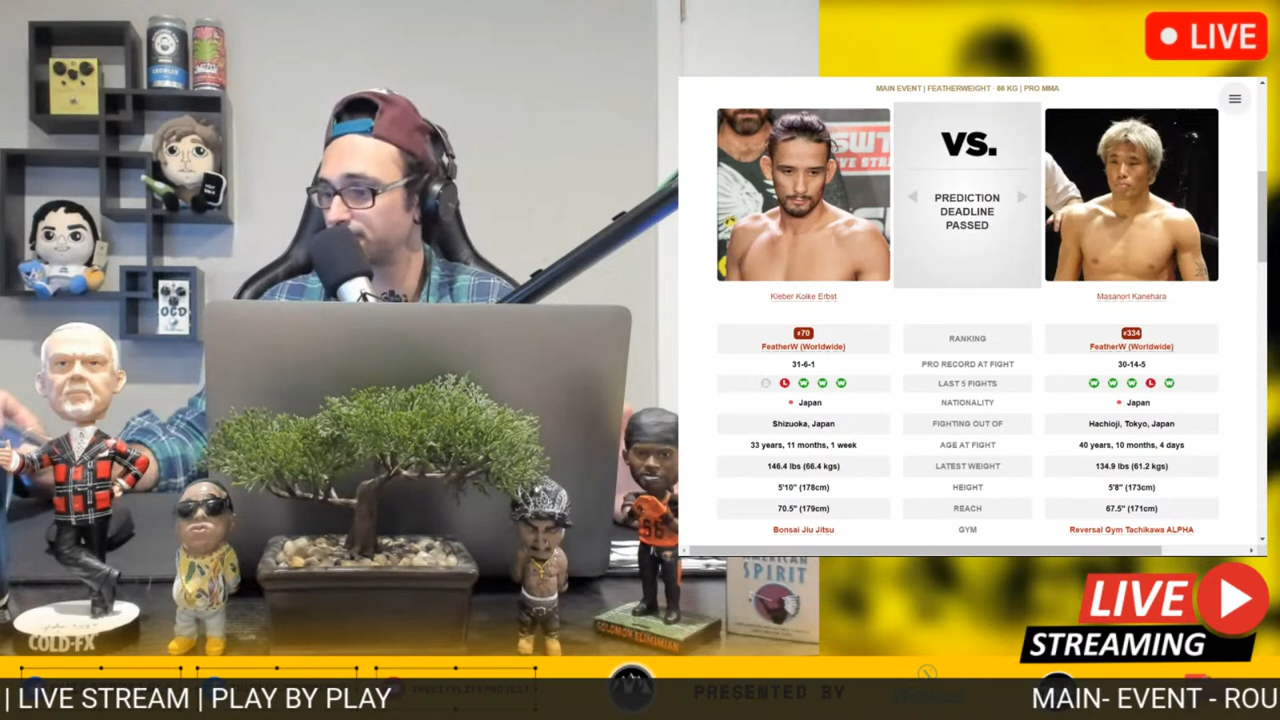 LIVE
MAIN EVENT | FEATHERWEIGHT · 66 KG | PRO MMA
VS.
PREDICTION
DEADLINE
PASSED
Kleber Koike Erbst
Masanori Kanehara
#70
FeatherW (Worldwide)
RANKING
#334
FeatherW (Worldwide)
31-6-1
PRO RECORD AT FIGHT
30-14-5
L W W W
LAST 5 FIGHTS
W W W L W
Japan
NATIONALITY
Japan
Shizuoka, Japan
FIGHTING OUT OF
Hachioji, Tokyo, Japan
33 years, 11 months, 1 week
AGE AT FIGHT
40 years, 10 months, 4 days
146.4 lbs (66.4 kgs)
LATEST WEIGHT
134.9 lbs (61.2 kgs)
5'10" (178cm)
HEIGHT
5'8" (173cm)
70.5" (179cm)
REACH
67.5" (171cm)
Bonsai Jiu Jitsu
GYM
Reversal Gym Tachikawa ALPHA
OCD
COLD-FX
SOLOMON ELIMIMIAN
AMERICAN
SPIRIT
LIVE
STREAMING
PRESENTED BY
| LIVE STREAM | PLAY BY PLAY
MAIN- EVENT - ROU